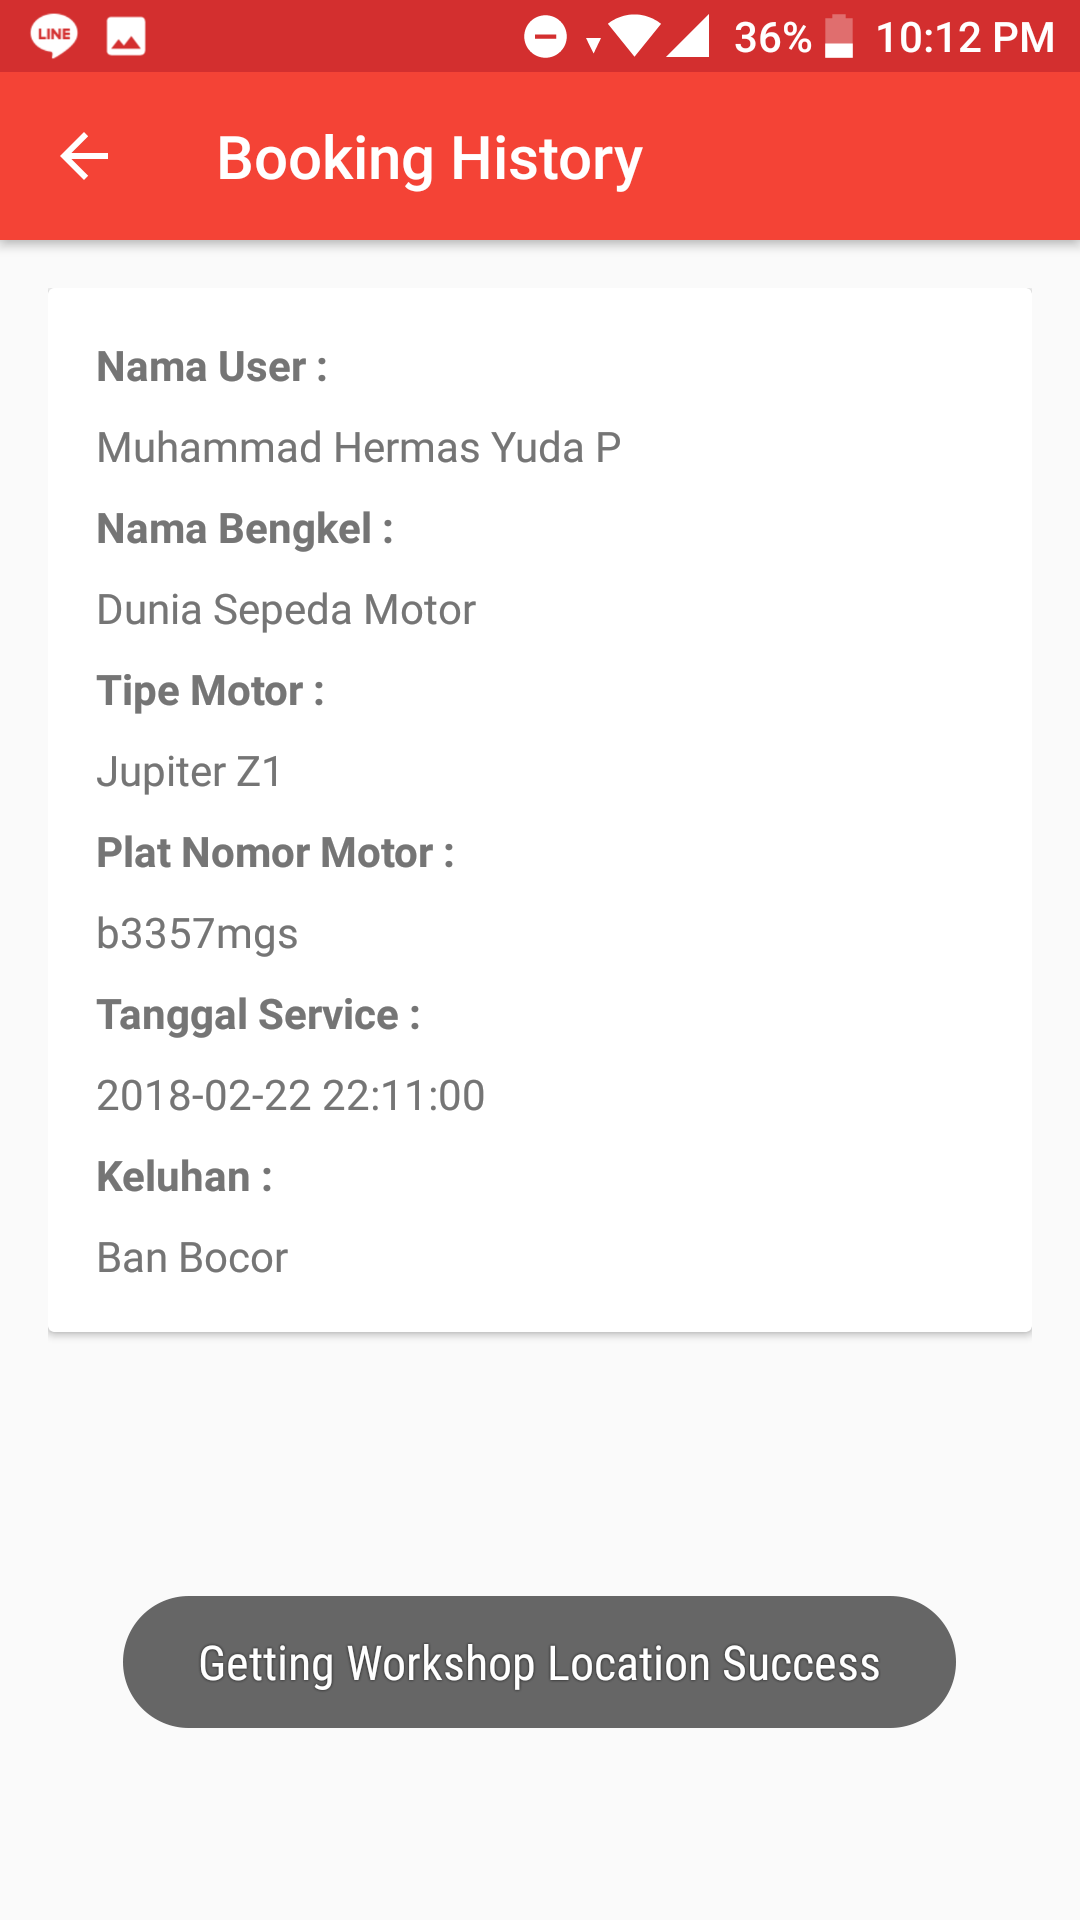 LINE
36% 10:12 PM
Booking History
Nama User :
Muhammad Hermas Yuda P
Nama Bengkel :
Dunia Sepeda Motor
Tipe Motor :
Jupiter Z1
Plat Nomor Motor :
b3357mgs
Tanggal Service :
2018-02-22 22:11:00
Keluhan :
Ban Bocor
Getting Workshop Location Success